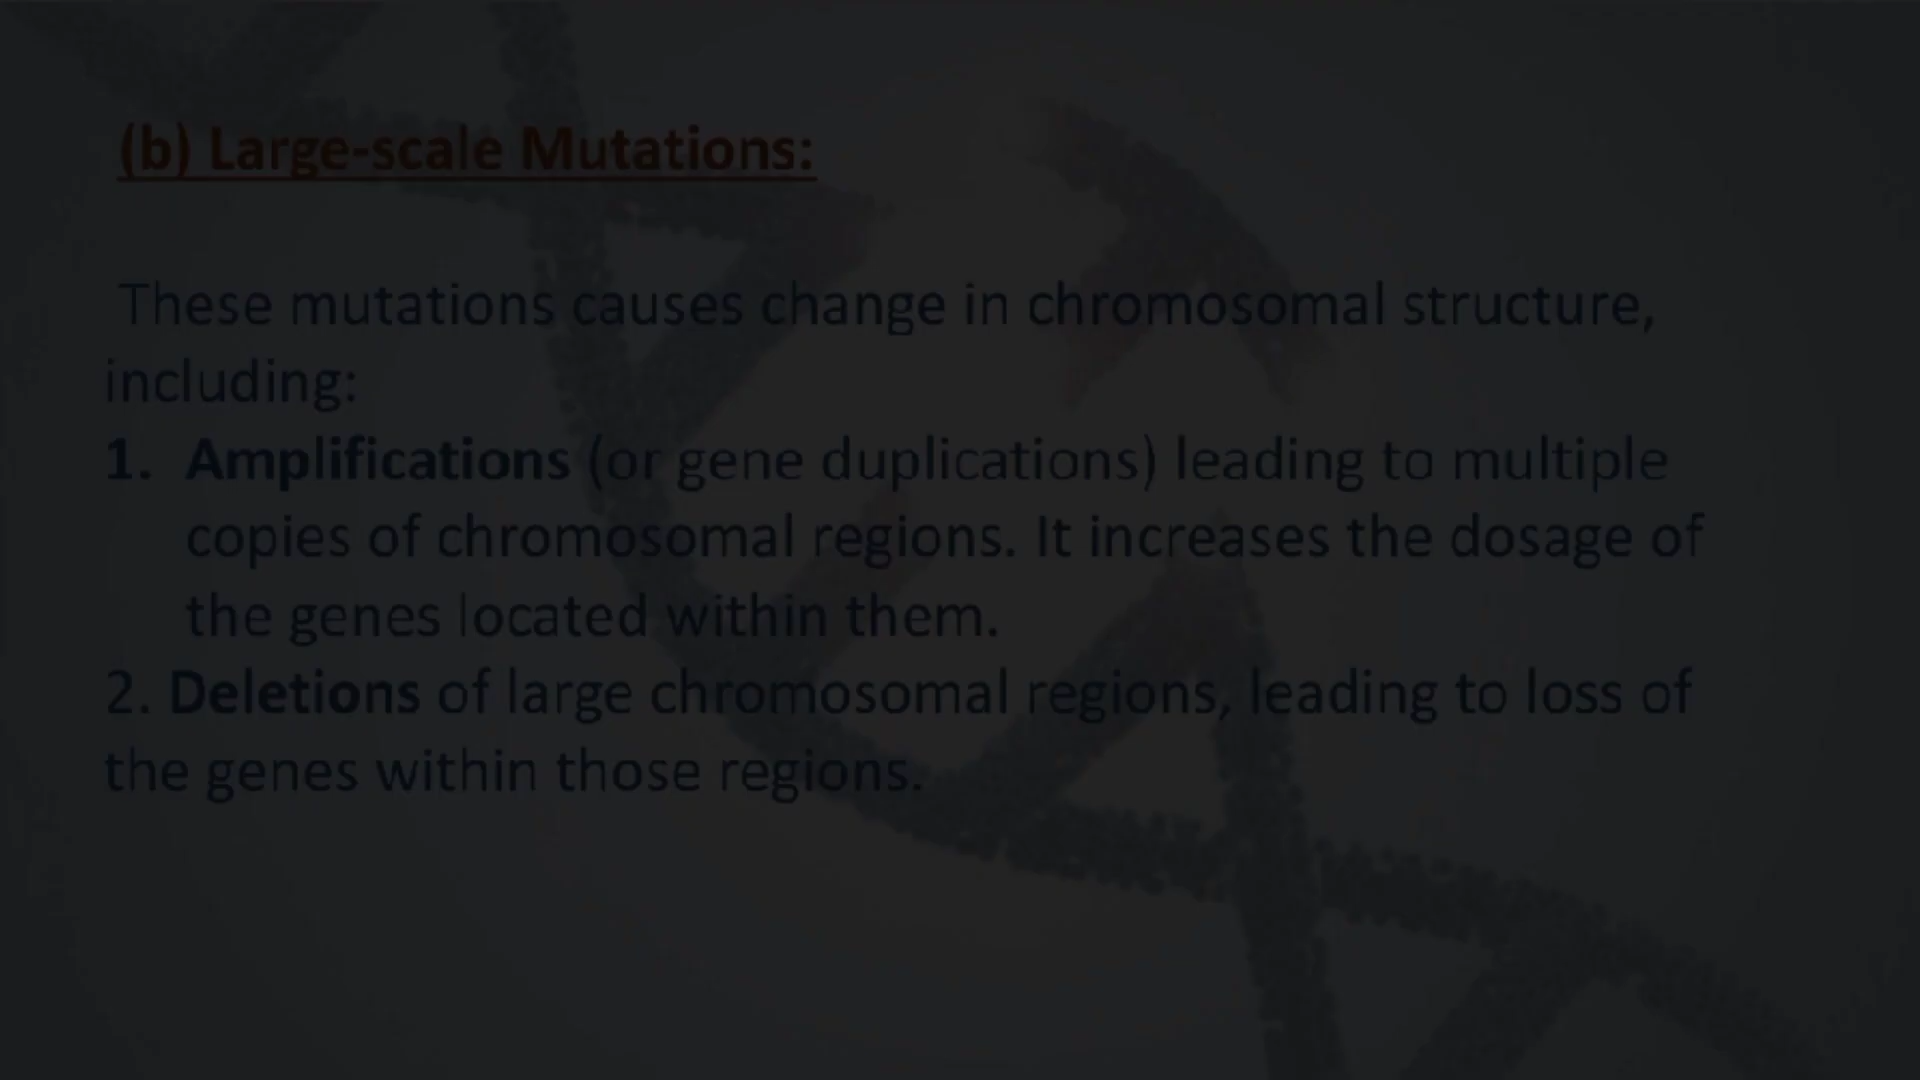 (b) Large-scale Mutations:
These mutations causes change in chromosomal structure,
including:
1. Amplifications (or gene duplications) leading to multiple
copies of chromosomal regions. It increases the dosage of
the genes located within them.
2. Deletions of large chromosomal regions, leading to loss of
the genes within those regions.